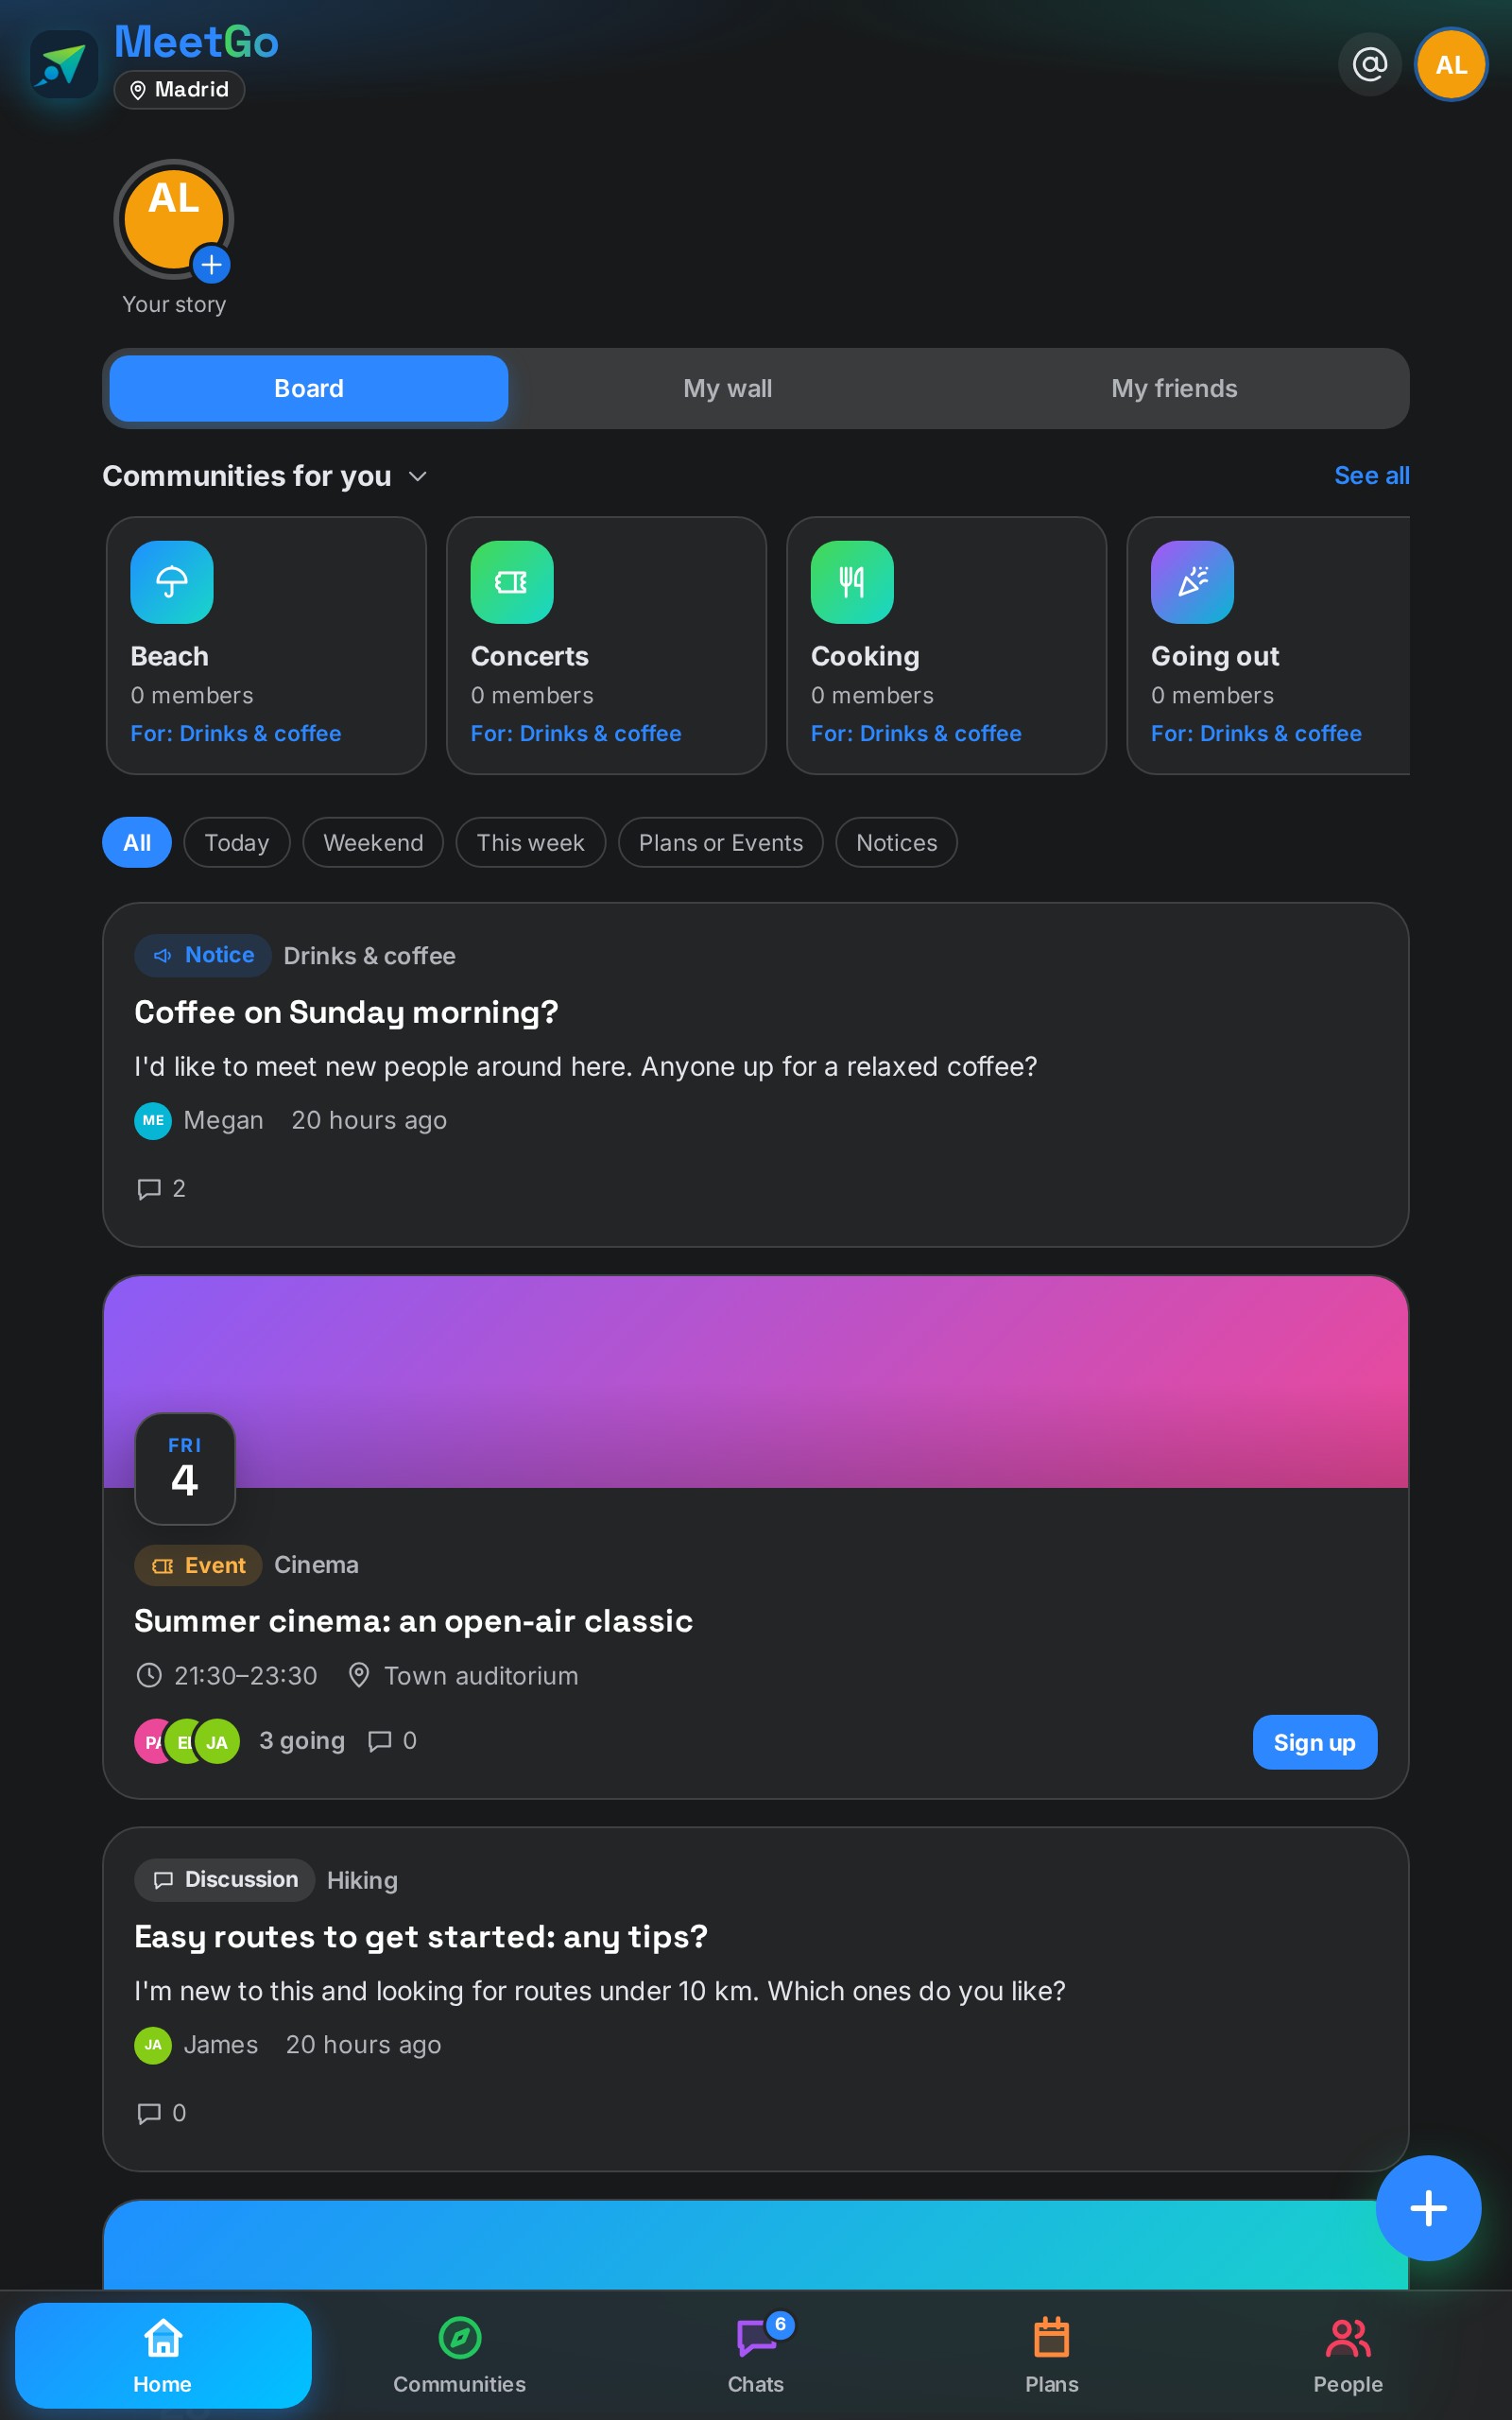 MeetGo
Madrid
AL
AL
Your story
Board
My wall
My friends
Communities for you
See all
Beach
0 members
For: Drinks & coffee
Concerts
0 members
For: Drinks & coffee
Cooking
0 members
For: Drinks & coffee
Going out
0 members
For: Drinks & coffee
All
Today
Weekend
This week
Plans or Events
Notices
Notice
Drinks & coffee
Coffee on Sunday morning?
I'd like to meet new people around here. Anyone up for a relaxed coffee?
ME
Megan
20 hours ago
2
FRI
4
Event
Cinema
Summer cinema: an open-air classic
21:30–23:30
Town auditorium
PA
JA
3 going
0
Sign up
Discussion
Hiking
Easy routes to get started: any tips?
I'm new to this and looking for routes under 10 km. Which ones do you like?
JA
James
20 hours ago
0
Home
Communities
6
Chats
Plans
People